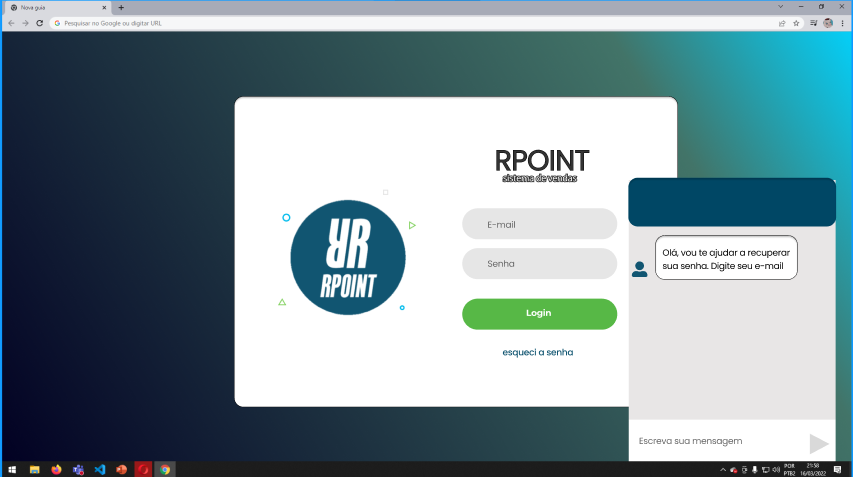 Nova guia
Pesquisar no Google ou digitar URL
RPOINT
sistema de vendas
E-mail
Senha
Login
esqueci a senha
RR
RPOINT
Olá, vou te ajudar a recuperar
sua senha. Digite seu e-mail
Escreva sua mensagem
POR
PTB2
21:58
16/03/2022